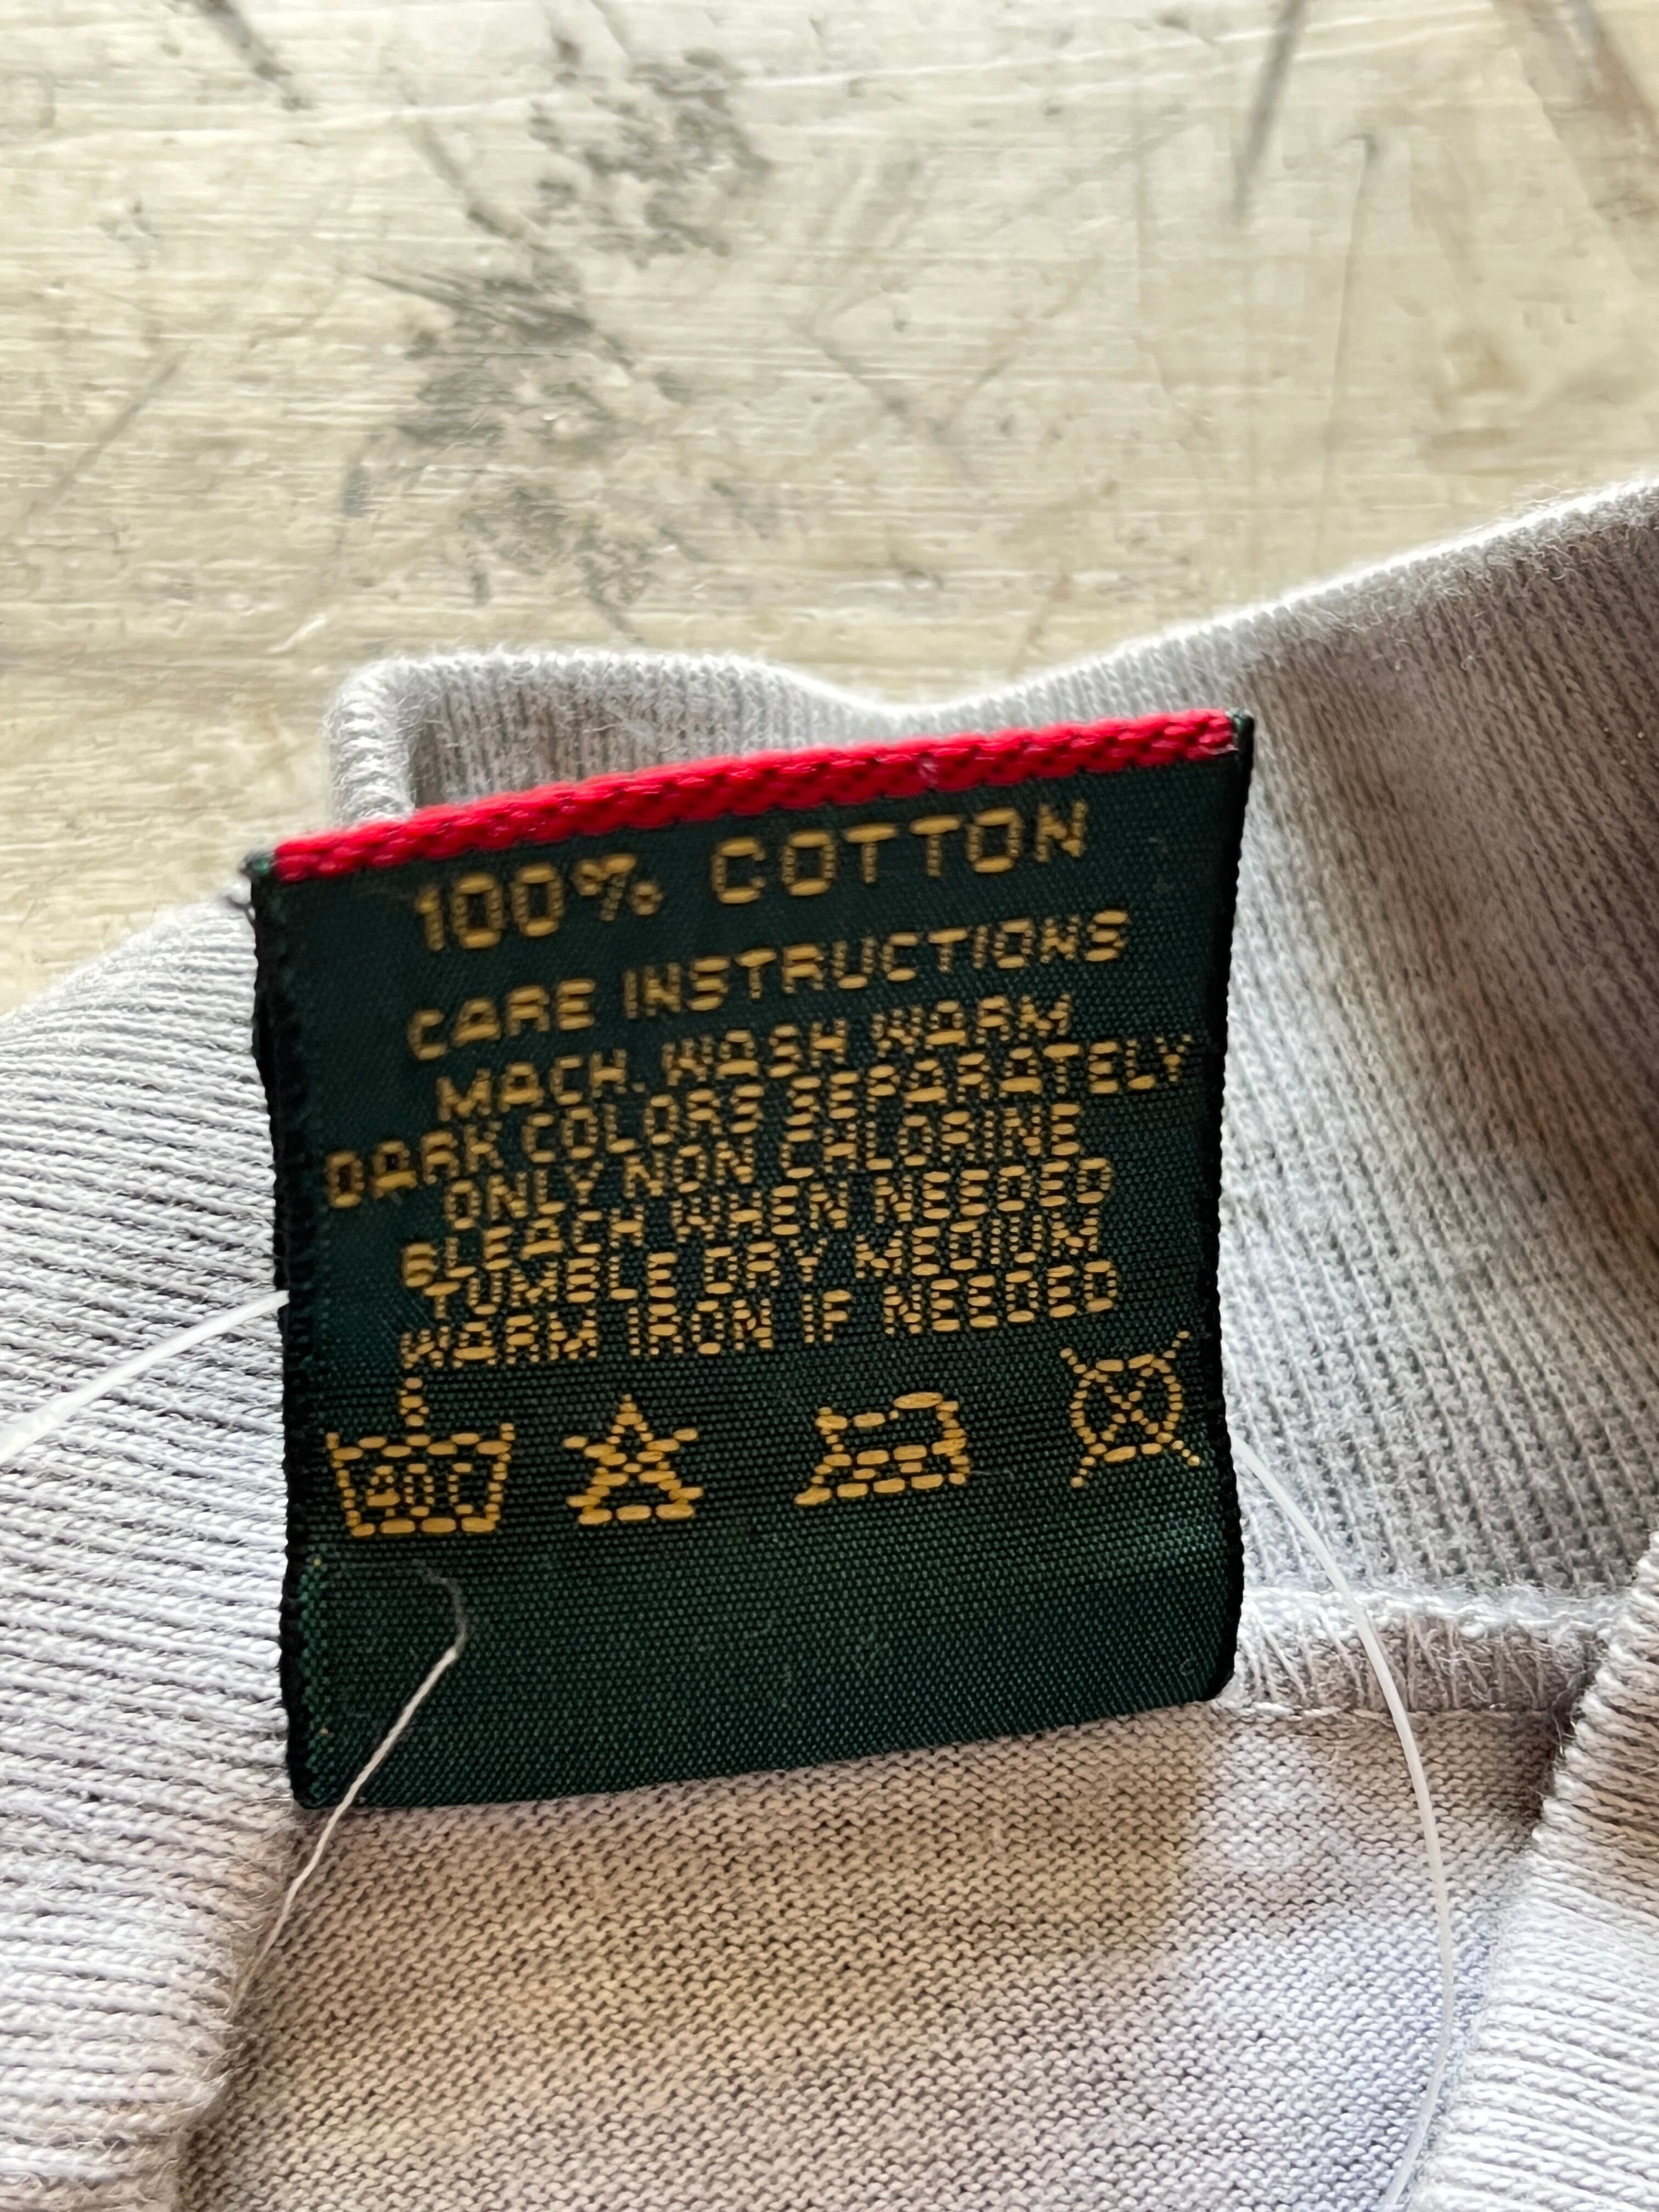 100% COTTON
CARE INSTRUCTIONS
MACH. WASH WARM
DARK COLORS SEPARATELY
ONLY NON CHLORINE
BLEACH WHEN NEEDED
TUMBLE DRY MEDIUM
WARM IRON IF NEEDED